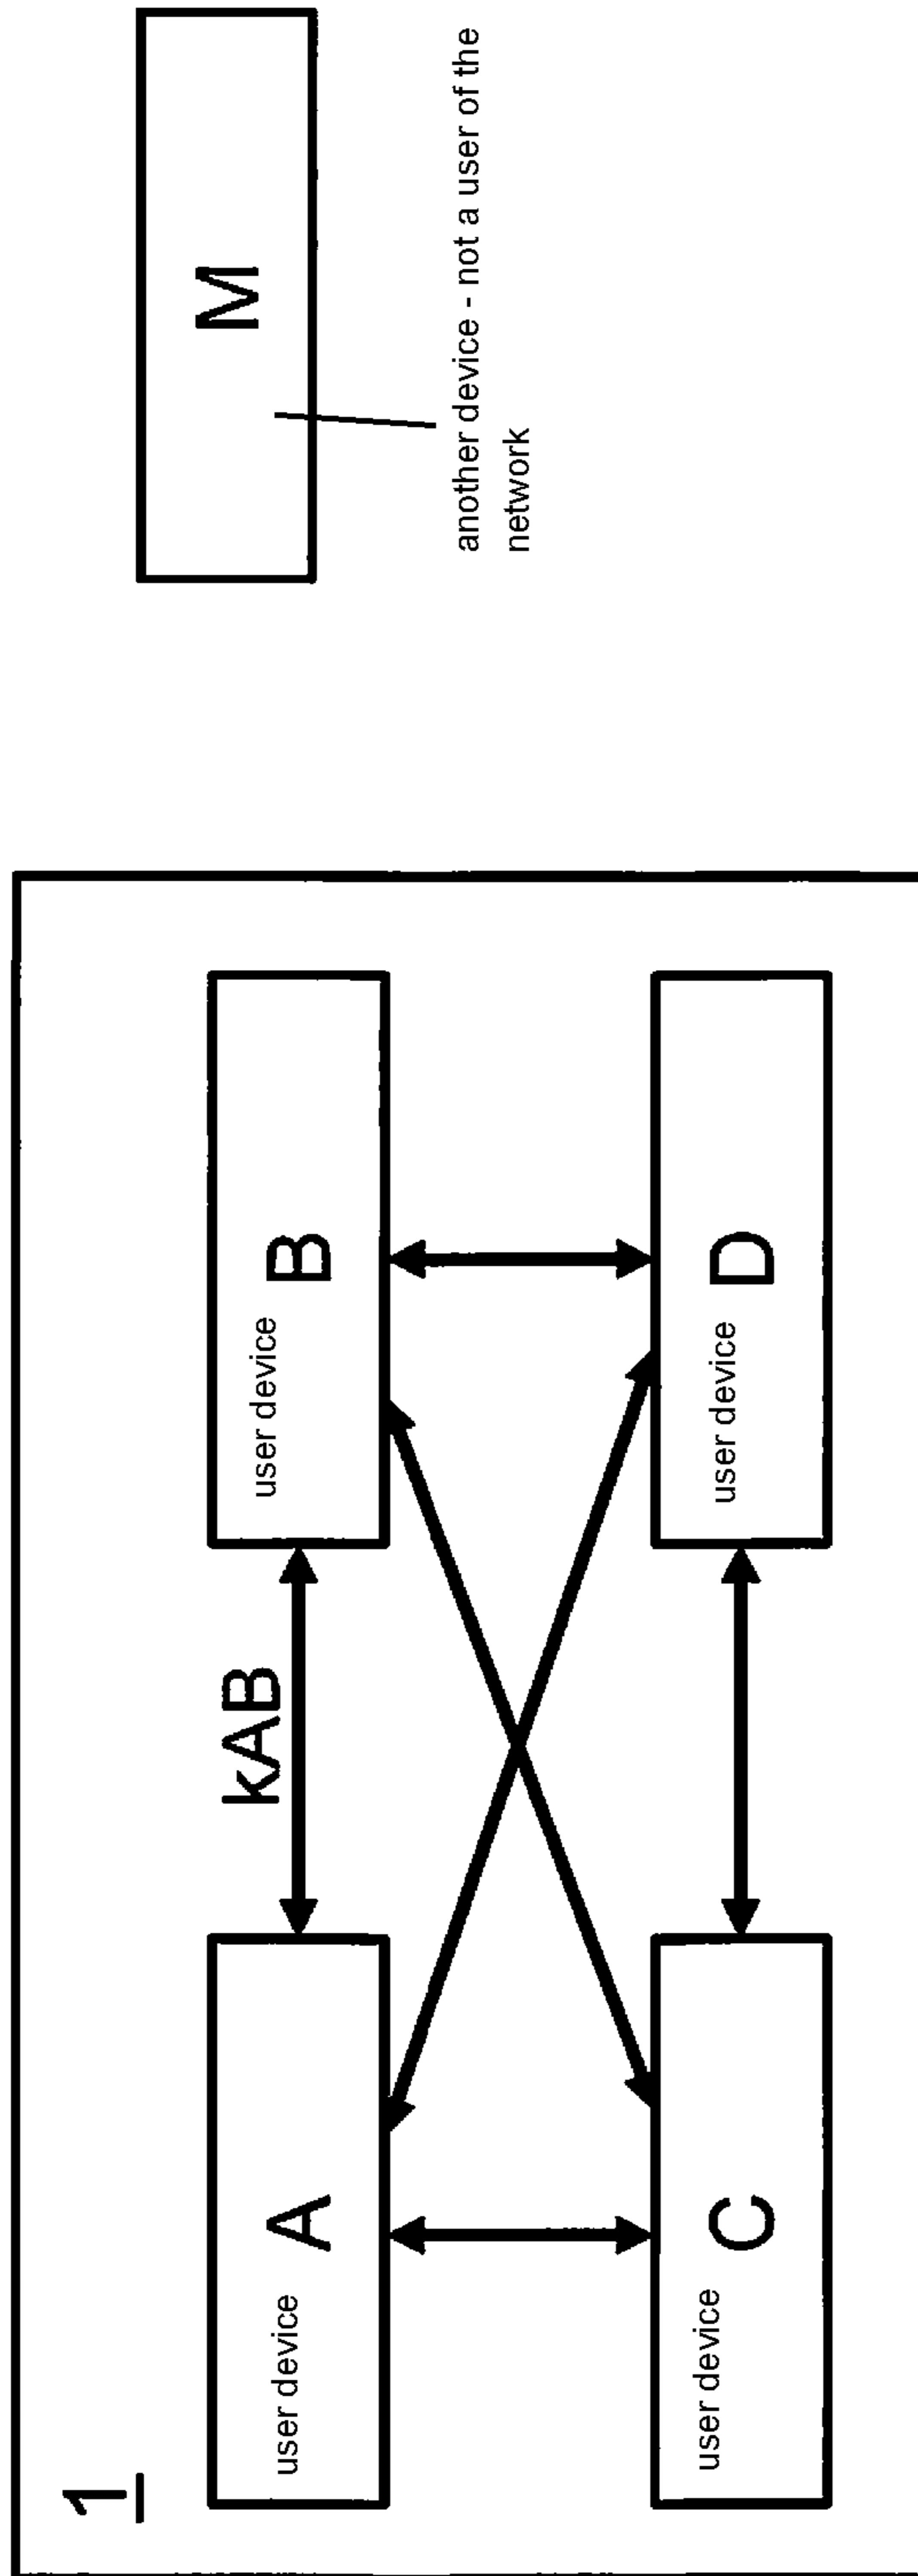 1
user device
A
kAB
user device
B
user device
C
user device
D
M
another device - not a user of the
network